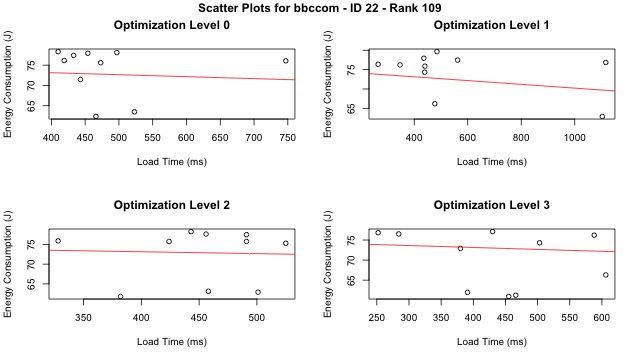 Scatter Plots for bbccom - ID 22 - Rank 109
Optimization Level 0
Energy Consumption (J)
75
70
65
400 450 500 550 600 650 700 750
Load Time (ms)
Optimization Level 1
Energy Consumption (J)
75
65
400 600 800 1000
Load Time (ms)
Optimization Level 2
Energy Consumption (J)
75
70
65
350 400 450 500
Load Time (ms)
Optimization Level 3
Energy Consumption (J)
75
70
65
60
250 300 350 400 450 500 550 600
Load Time (ms)